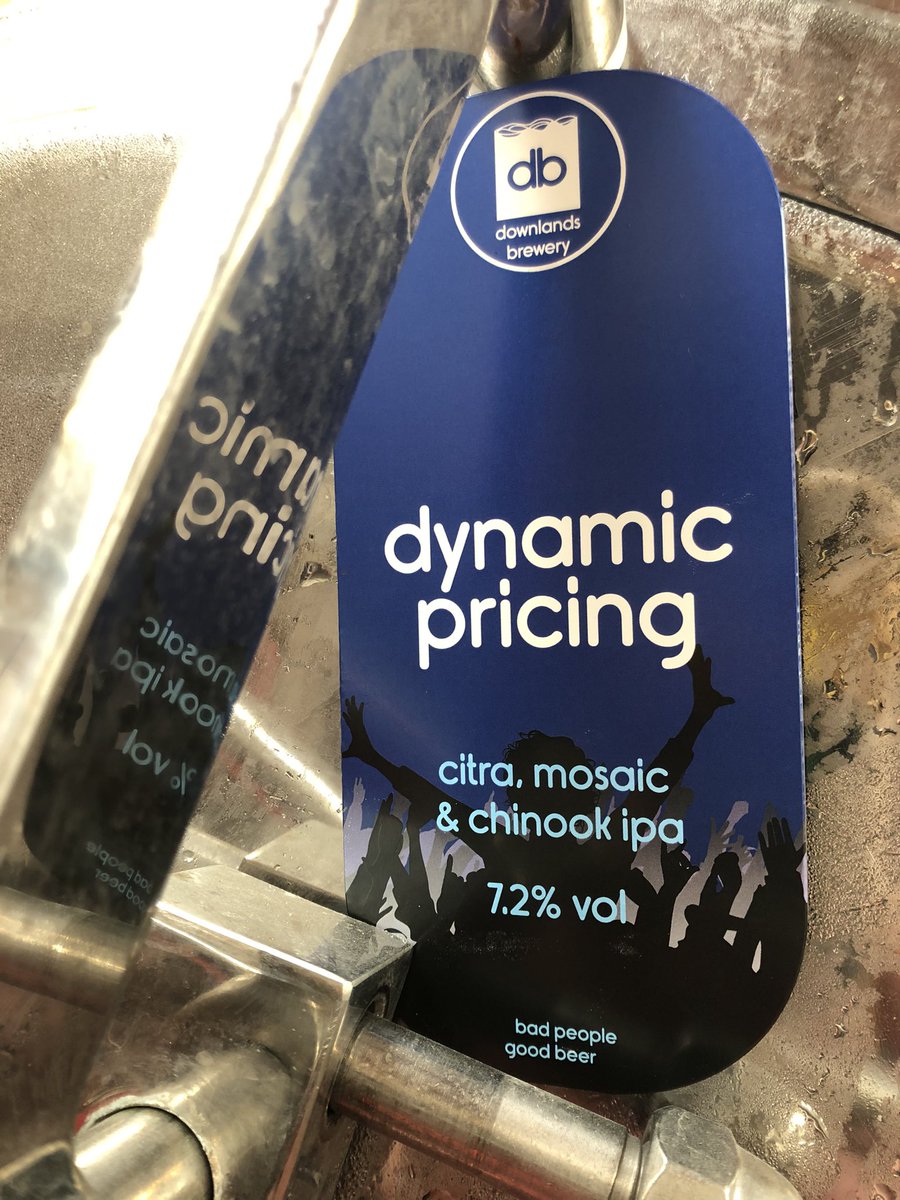 db
downlands
brewery
dynamic
pricing
citra, mosaic
& chinook ipa
7.2% vol
bad people
good beer